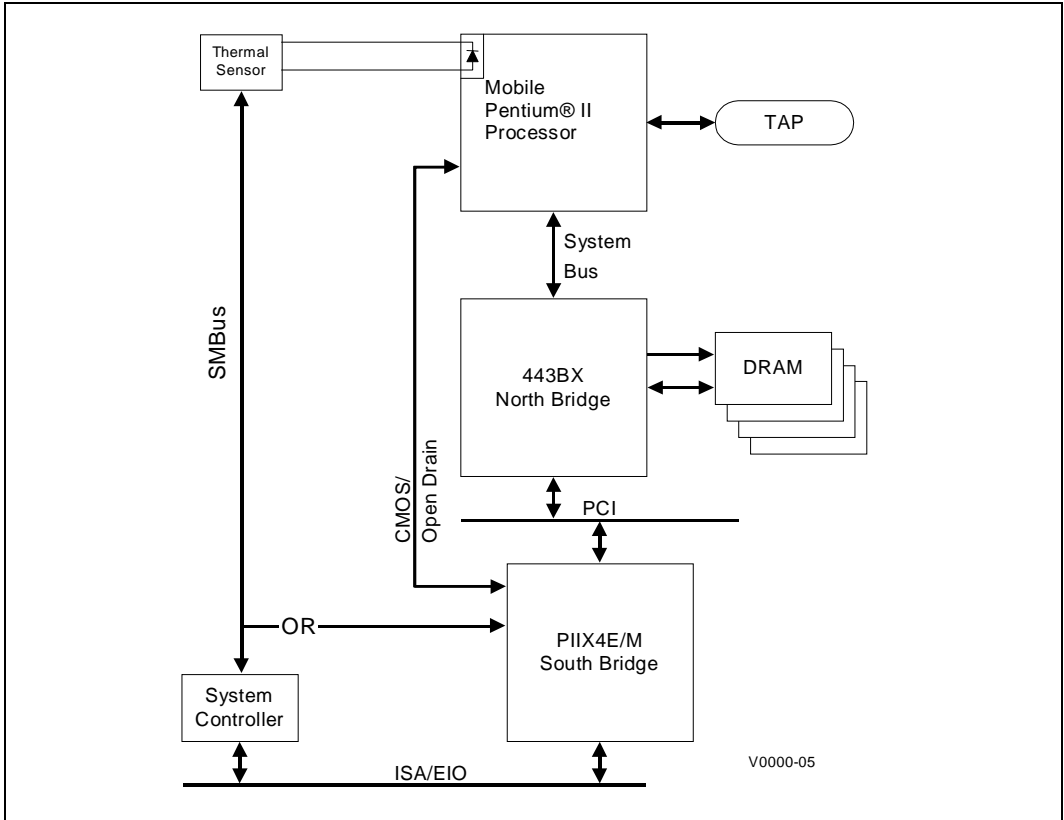 Thermal
Sensor
Mobile
Pentium® II
Processor
TAP
System
Bus
SMBus
443BX
North Bridge
DRAM
CMOS/
Open Drain
PCI
OR
PIIX4E/M
South Bridge
System
Controller
ISA/EIO
V0000-05